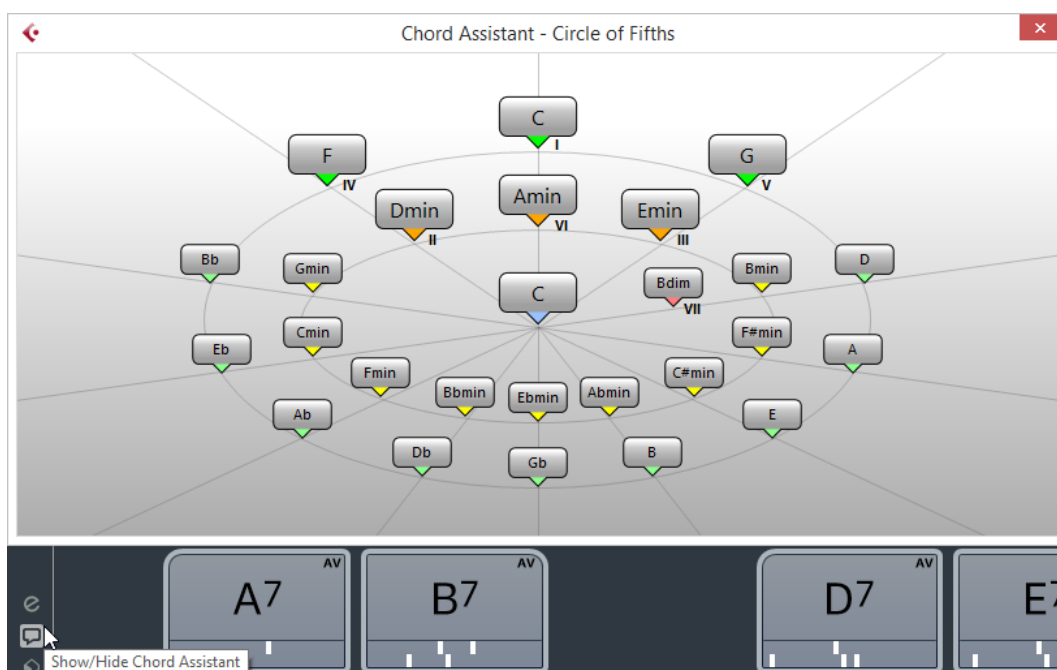 Chord Assistant - Circle of Fifths
C
I
F
G
IV
V
Amin
Dmin
Emin
VI
II
III
Bb
D
Gmin
Bmin
Bdim
C
VII
Cmin
F#min
Eb
A
Fmin
C#min
Bbmin
Ebmin
Abmin
Ab
E
Db
B
Gb
AV
AV
AV
A7
B7
D7
E7
Show/Hide Chord Assistant